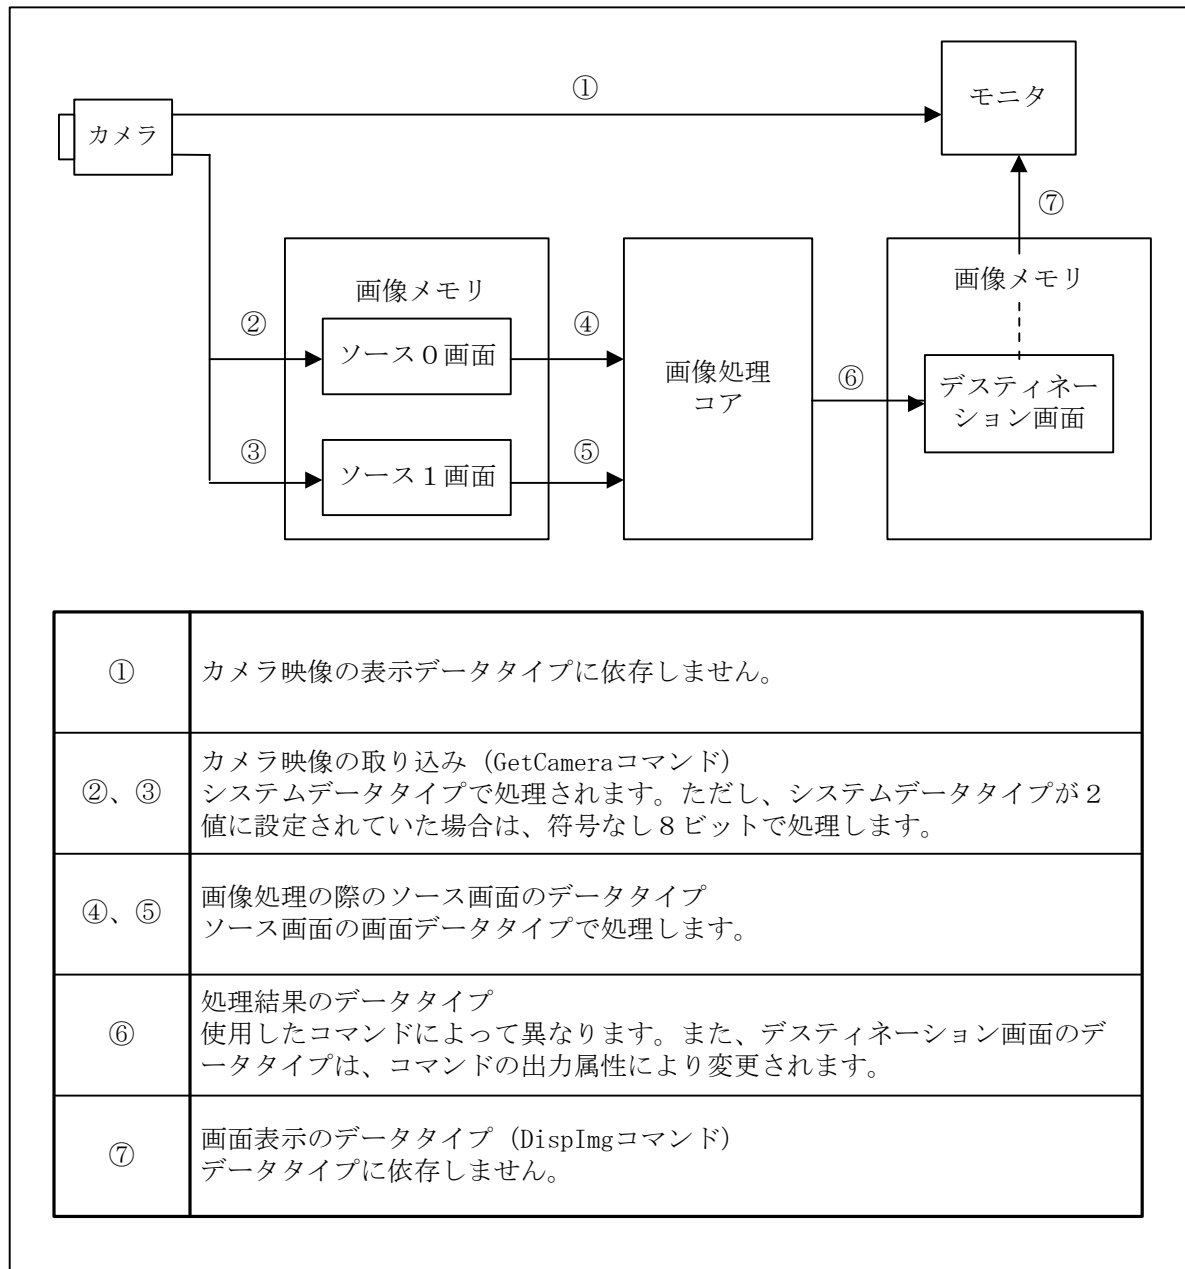 ①
モニタ
カメラ
⑦
画像メモリ
画像メモリ
②
④
ソース０画面
画像処理
コア
⑥
デスティネー
ション画面
③
⑤
ソース１画面
①
カメラ映像の表示データタイプに依存しません。
②、③
カメラ映像の取り込み（GetCameraコマンド）
システムデータタイプで処理されます。ただし、システムデータタイプが２
値に設定されていた場合は、符号なし８ビットで処理します。
④、⑤
画像処理の際のソース画面のデータタイプ
ソース画面の画面データタイプで処理します。
⑥
処理結果のデータタイプ
使用したコマンドによって異なります。また、デスティネーション画面のデ
ータタイプは、コマンドの出力属性により変更されます。
⑦
画面表示のデータタイプ（DispImgコマンド）
データタイプに依存しません。